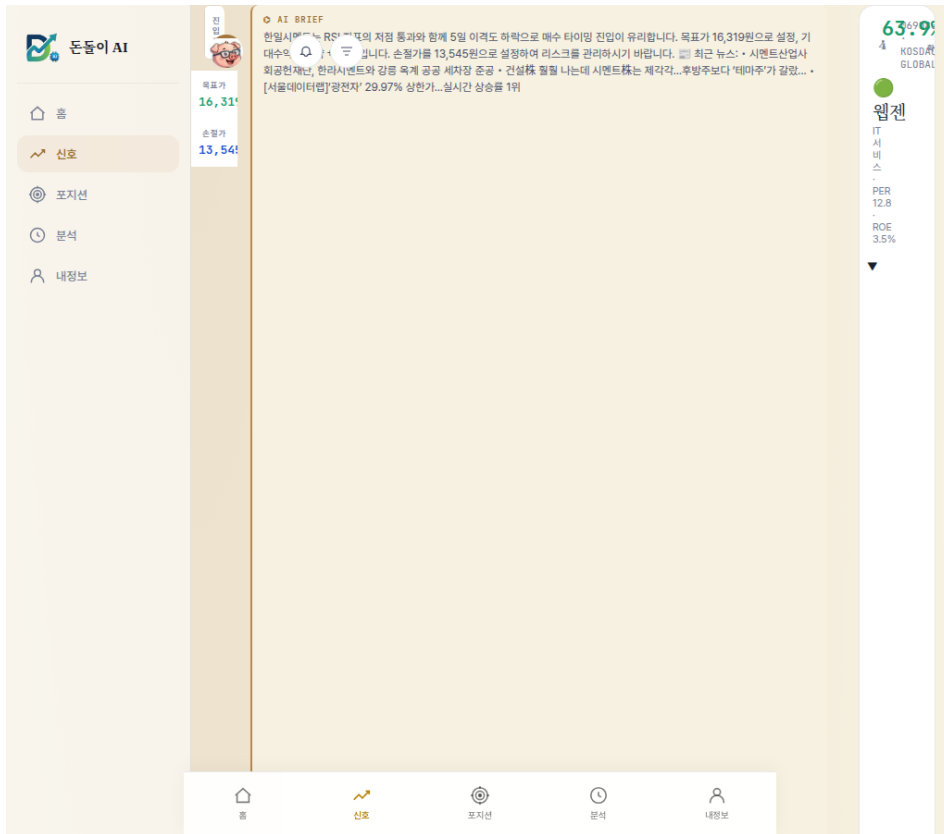 돈돌이 AI
홈
신호
포지션
분석
내정보
진
입
목표가
16,319
손절가
13,545
AI BRIEF
한일시멘트는 RSI 지표의 저점 통과와 함께 5일 이격도 하락으로 매수 타이밍 진입이 유리합니다. 목표가 16,319원으로 설정, 기
대수익 입니다. 손절가를 13,545원으로 설정하여 리스크를 관리하시기 바랍니다. 📰 최근 뉴스: • 시멘트산업사
회공헌재단, 한라시멘트와 강릉 옥계 공공 세차장 준공 • 건설株 훨훨 나는데 시멘트株는 제각각…후방주보다 ‘테마주’가 갈랐… •
[서울데이터랩]‘광전자’ 29.97% 상한가…실시간 상승률 1위
63.9%
4
KOSDAQ
GLOBAL
웹젠
IT
서
비
스
·
PER
12.8
·
ROE
3.5%
▼
홈
신호
포지션
분석
내정보